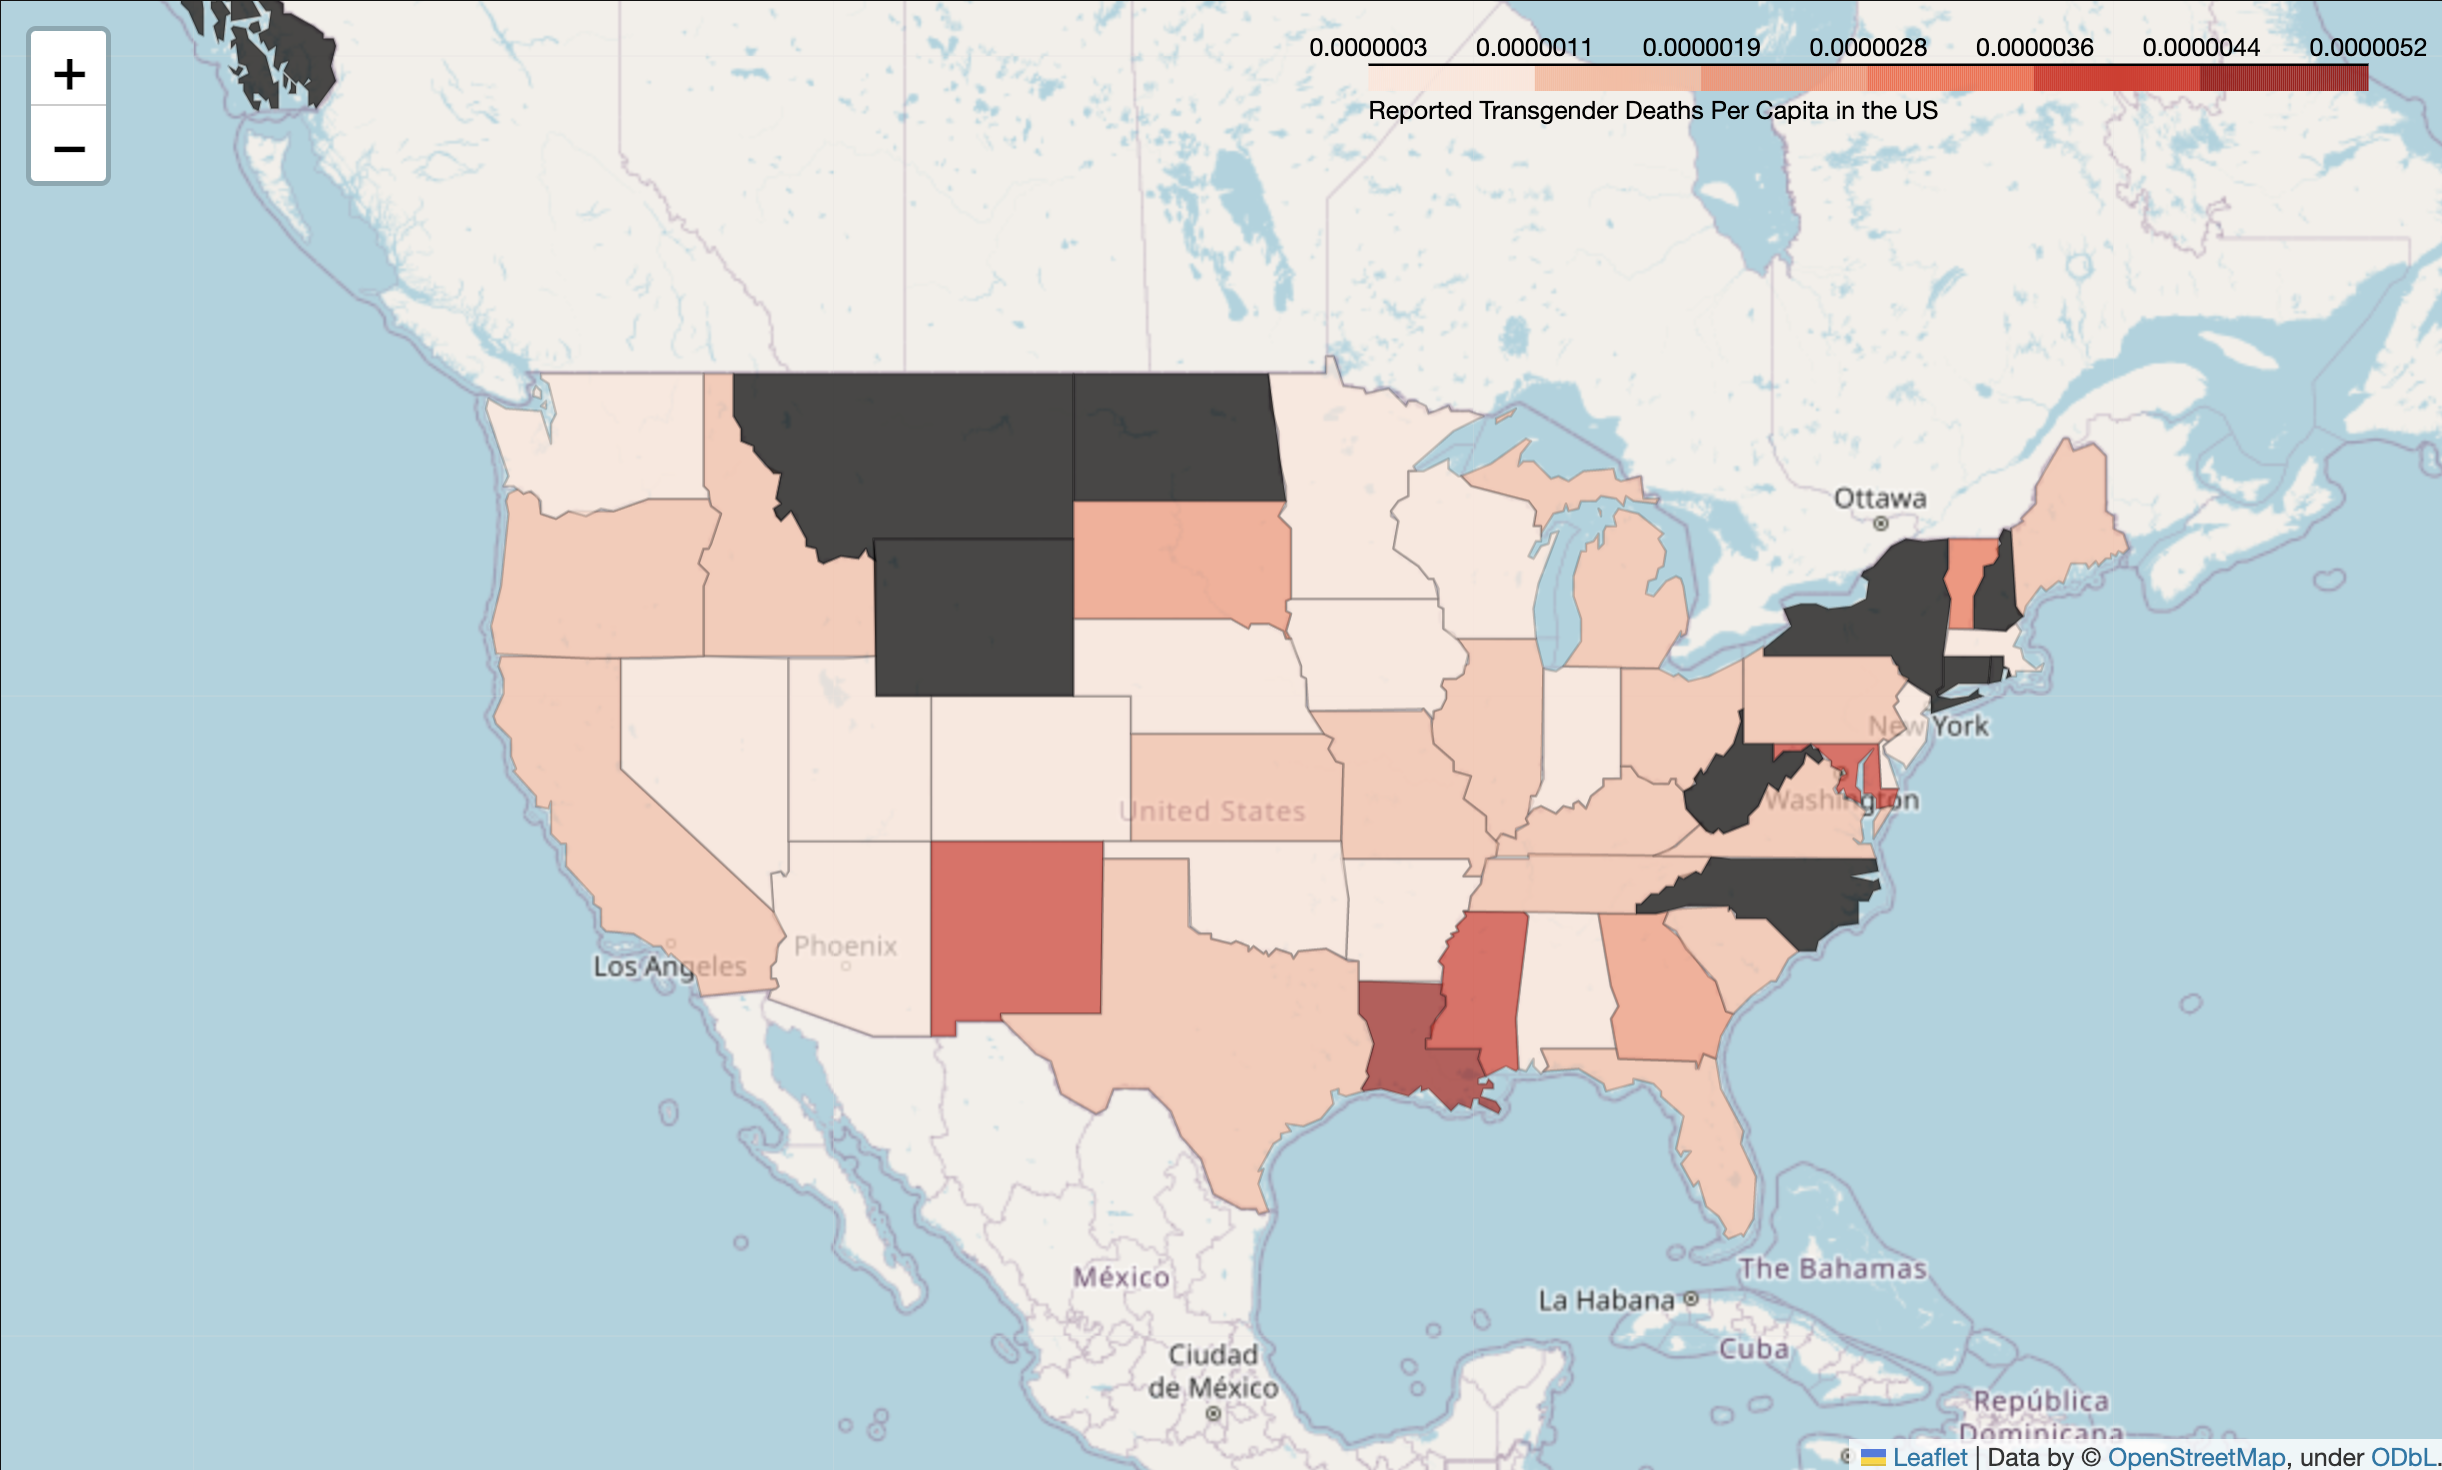 +
−
0.0000003 0.0000011 0.0000019 0.0000028 0.0000036 0.0000044 0.0000052
Reported Transgender Deaths Per Capita in the US
Ottawa
New York
United States
Washington
Phoenix
Los Angeles
México
The Bahamas
La Habana
Cuba
Ciudad
de México
República
Dominicana
Leaflet | Data by © OpenStreetMap, under ODbL.